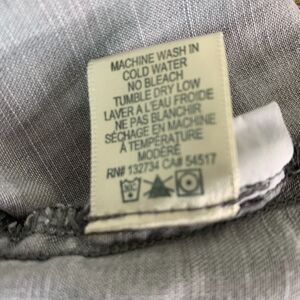 MACHINE WASH IN
COLD WATER
NO BLEACH
TUMBLE DRY LOW
LAVER A L'EAU FROIDE
NE PAS BLANCHIR
SÉCHAGE EN MACHINE
À TEMPÉRATURE
MODÉRÉ
RN# 132734 CA# 54517